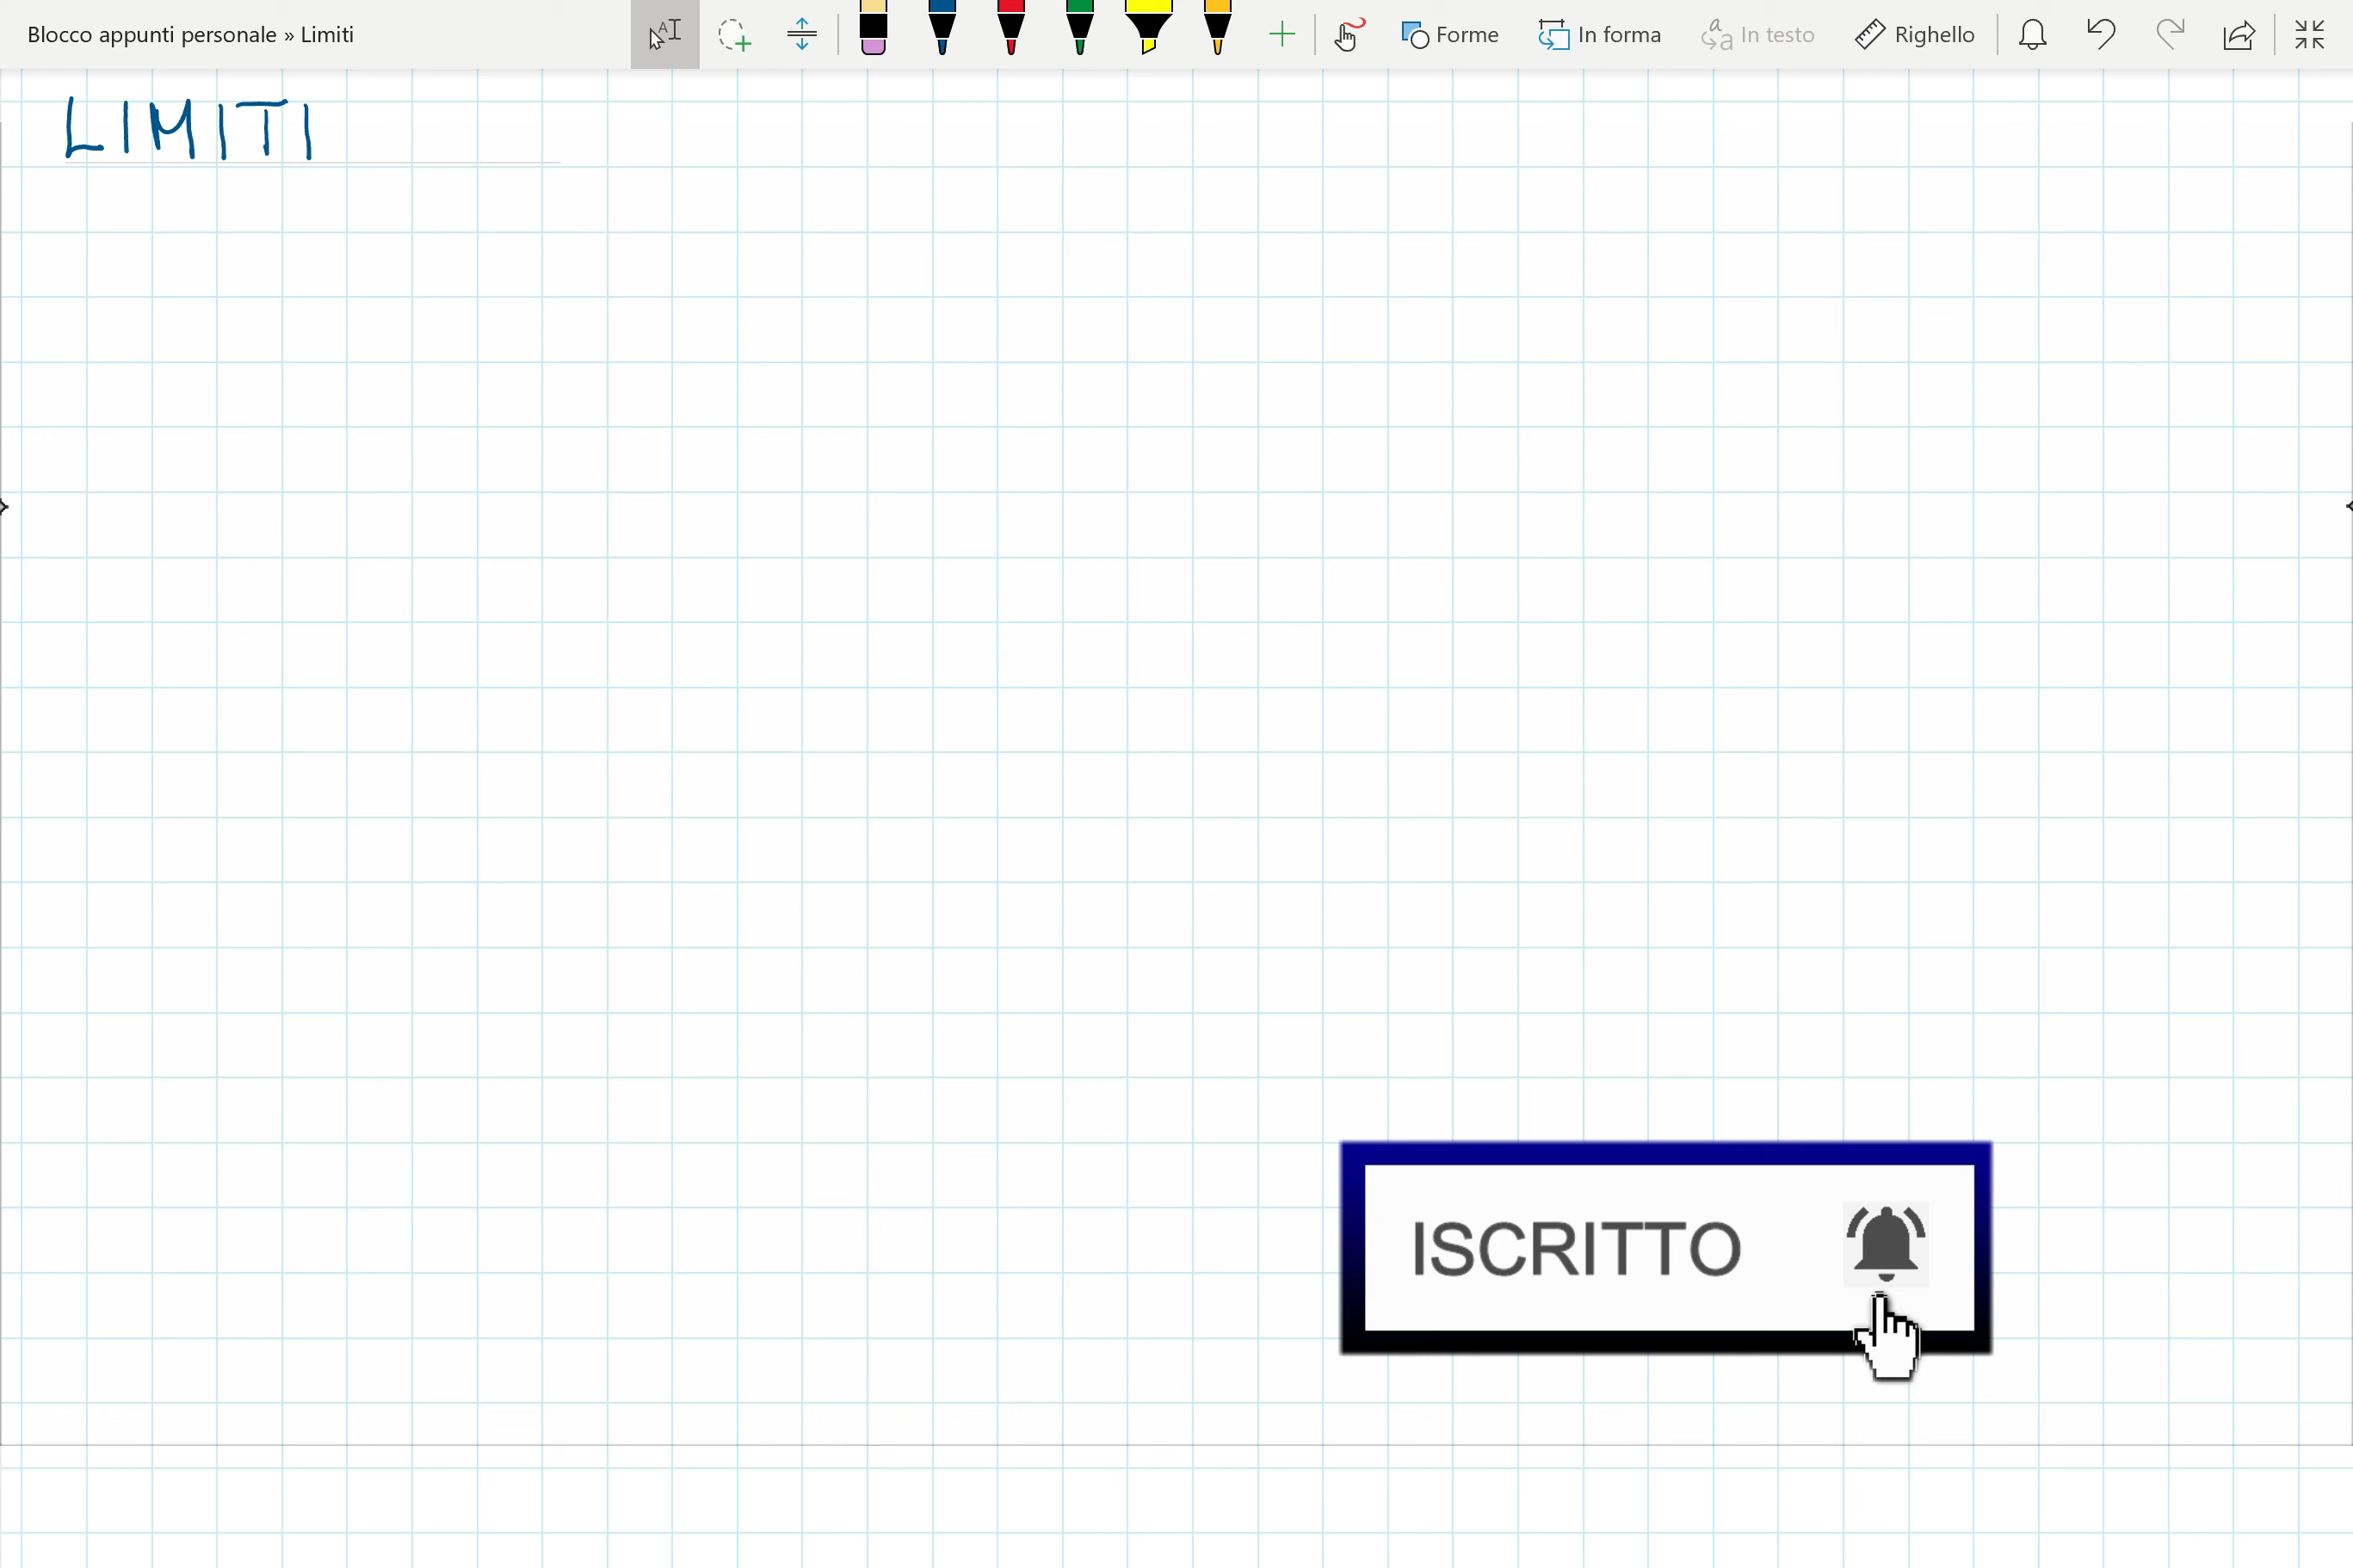 Blocco appunti personale » Limiti
Forme
In forma
In testo
Righello
LIMITI
ISCRITTO